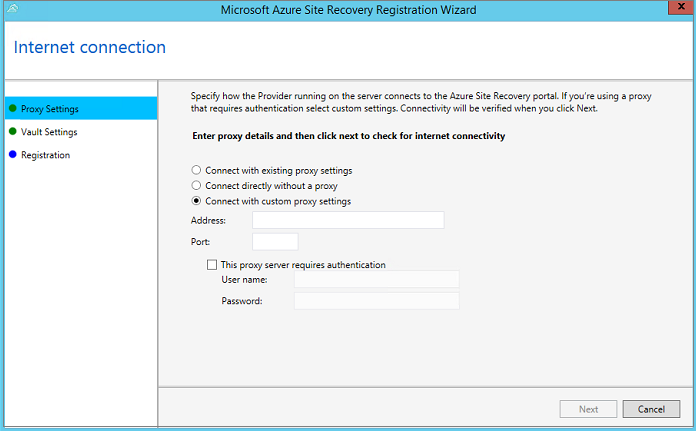 Microsoft Azure Site Recovery Registration Wizard
x
Internet connection
Proxy Settings
Vault Settings
Registration
Specify how the Provider running on the server connects to the Azure Site Recovery portal. If you're using a proxy
that requires authentication select custom settings. Connectivity will be verified when you click Next.
Enter proxy details and then click next to check for internet connectivity
Connect with existing proxy settings
Connect directly without a proxy
Connect with custom proxy settings
Address:
Port:
This proxy server requires authentication
User name:
Password:
Next
Cancel